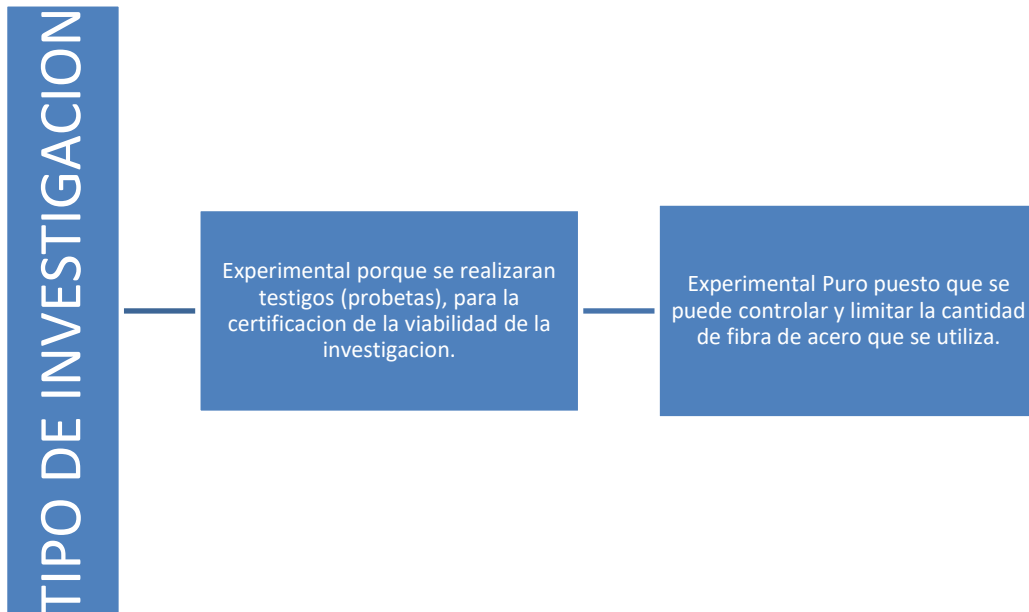 TIPO DE INVESTIGACION
Experimental porque se realizaran
testigos (probetas), para la
certificacion de la viabilidad de la
investigacion.
Experimental Puro puesto que se
puede controlar y limitar la cantidad
de fibra de acero que se utiliza.